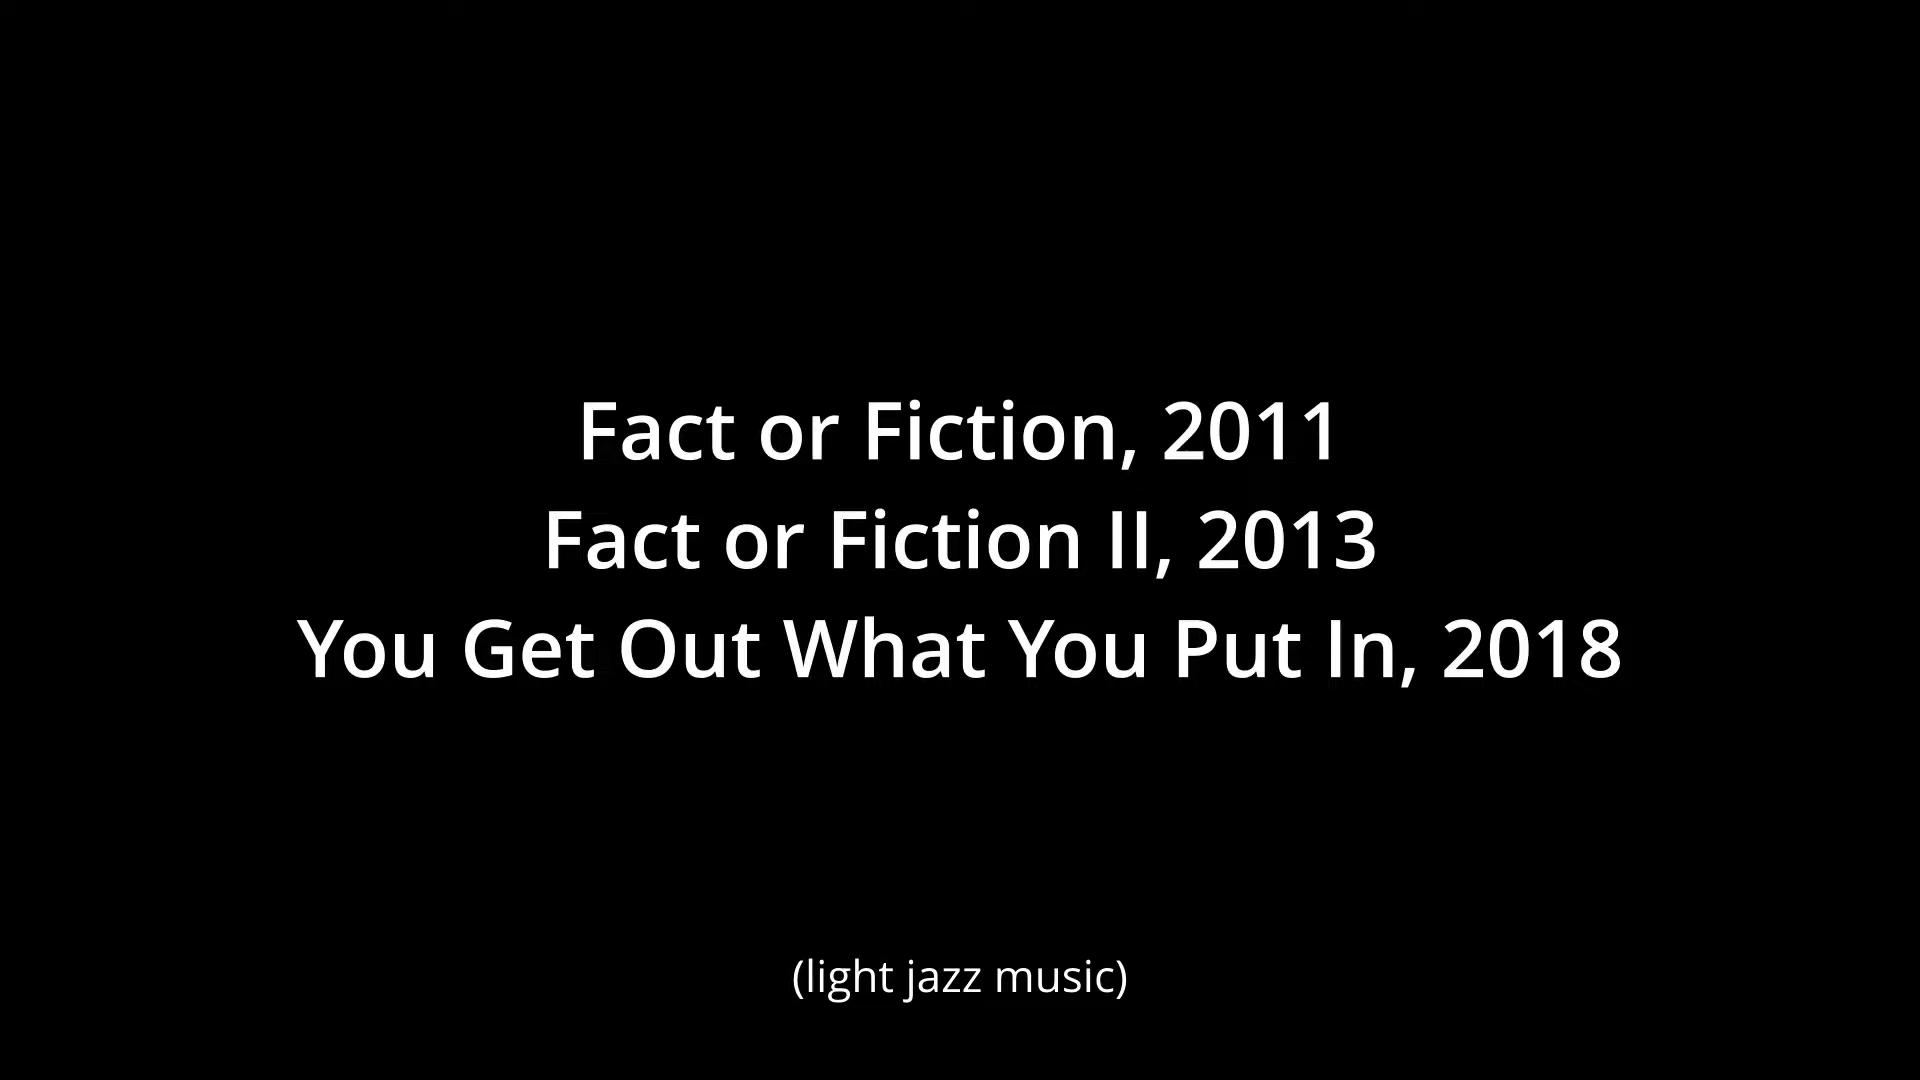 Fact or Fiction, 2011
Fact or Fiction II, 2013
You Get Out What You Put In, 2018
(light jazz music)